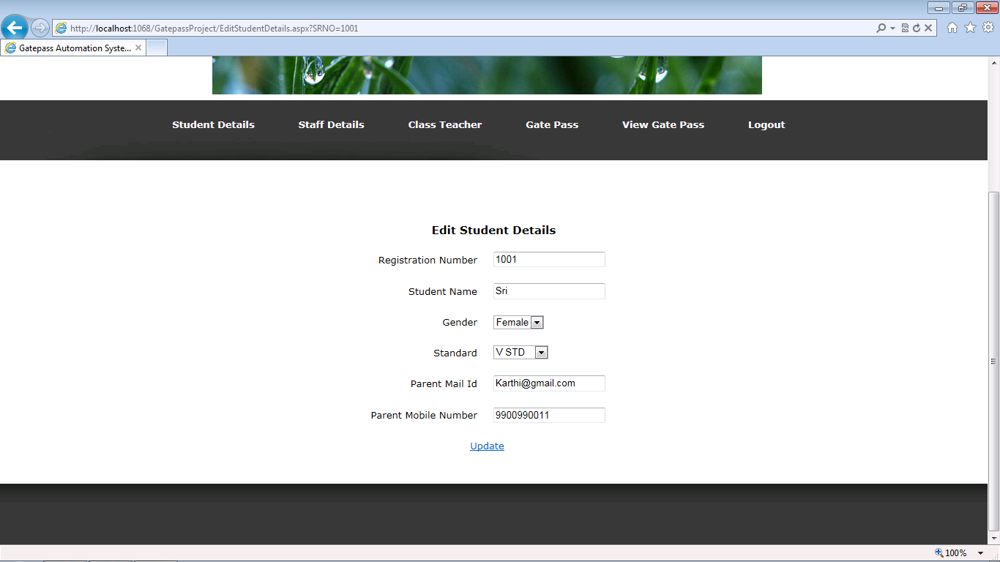 http://localhost:1068/GatepassProject/EditStudentDetails.aspx?SRNO=1001
Gatepass Automation Syste...
Student Details Staff Details Class Teacher Gate Pass View Gate Pass Logout
Edit Student Details
Registration Number 1001
Student Name Sri
Gender Female
Standard V STD
Parent Mail Id Karthi@gmail.com
Parent Mobile Number 9900990011
Update
100%